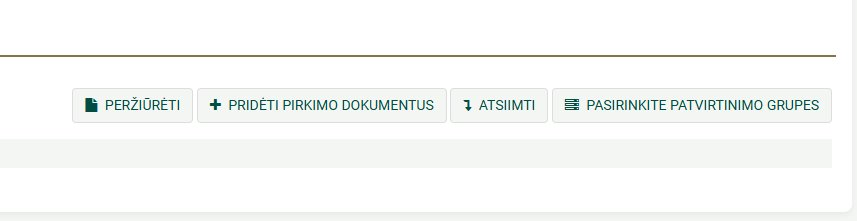 PERŽIŪRĖTI PRIDĖTI PIRKIMO DOKUMENTUS ATSIIMTI PASIRINKITE PATVIRTINIMO GRUPES